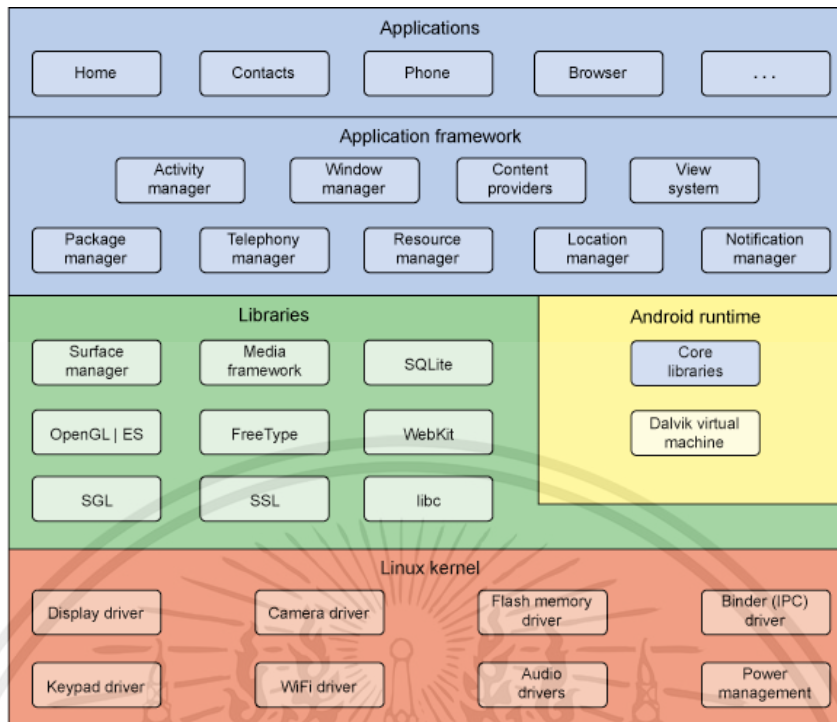 Applications
Home
Contacts
Phone
Browser
...
Application framework
Activity
manager
Window
manager
Content
providers
View
system
Package
manager
Telephony
manager
Resource
manager
Location
manager
Notification
manager
Libraries
Surface
manager
Media
framework
SQLite
OpenGL | ES
FreeType
WebKit
SGL
SSL
libc
Android runtime
Core
libraries
Dalvik virtual
machine
Linux kernel
Display driver
Camera driver
Flash memory
driver
Binder (IPC)
driver
Keypad driver
WiFi driver
Audio
drivers
Power
management